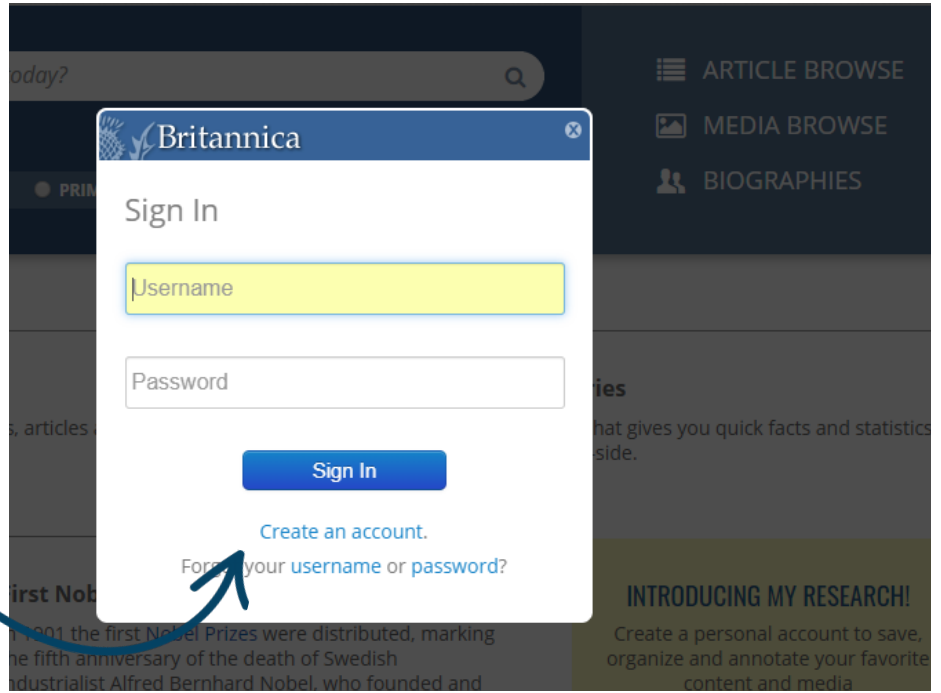 oday?
ARTICLE BROWSE
MEDIA BROWSE
BIOGRAPHIES
PRIM
Britannica
Sign In
Username
Password
Sign In
Create an account.
your username or password?
ries
s, articles
hat gives you quick facts and statistics
-side.
First Nob
1901 the first Nobel Prizes were distributed, marking
he fifth anniversary of the death of Swedish
ndustrialist Alfred Bernhard Nobel, who founded and
INTRODUCING MY RESEARCH!
Create a personal account to save,
organize and annotate your favorite
content and media